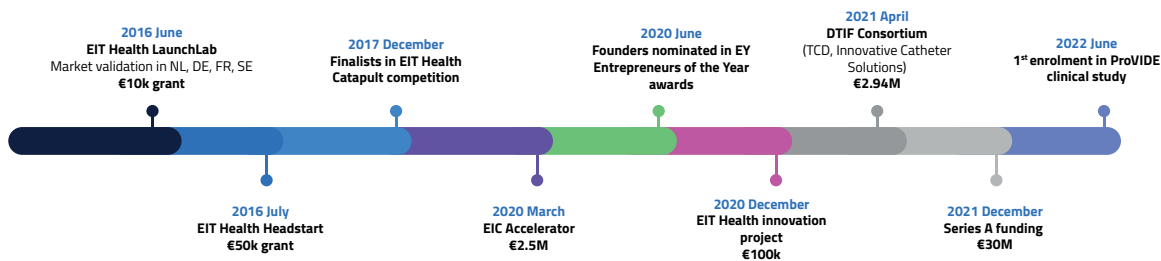 2016 June
EIT Health LaunchLab
Market validation in NL, DE, FR, SE
€10k grant
2016 July
EIT Health Headstart
€50k grant
2017 December
Finalists in EIT Health
Catapult competition
2020 March
EIC Accelerator
€2.5M
2020 June
Founders nominated in EY
Entrepreneurs of the Year
awards
2020 December
EIT Health innovation
project
€100k
2021 April
DTIF Consortium
(TCD, Innovative Catheter
Solutions)
€2.94M
2021 December
Series A funding
€30M
2022 June
1st enrolment in ProVIDE
clinical study